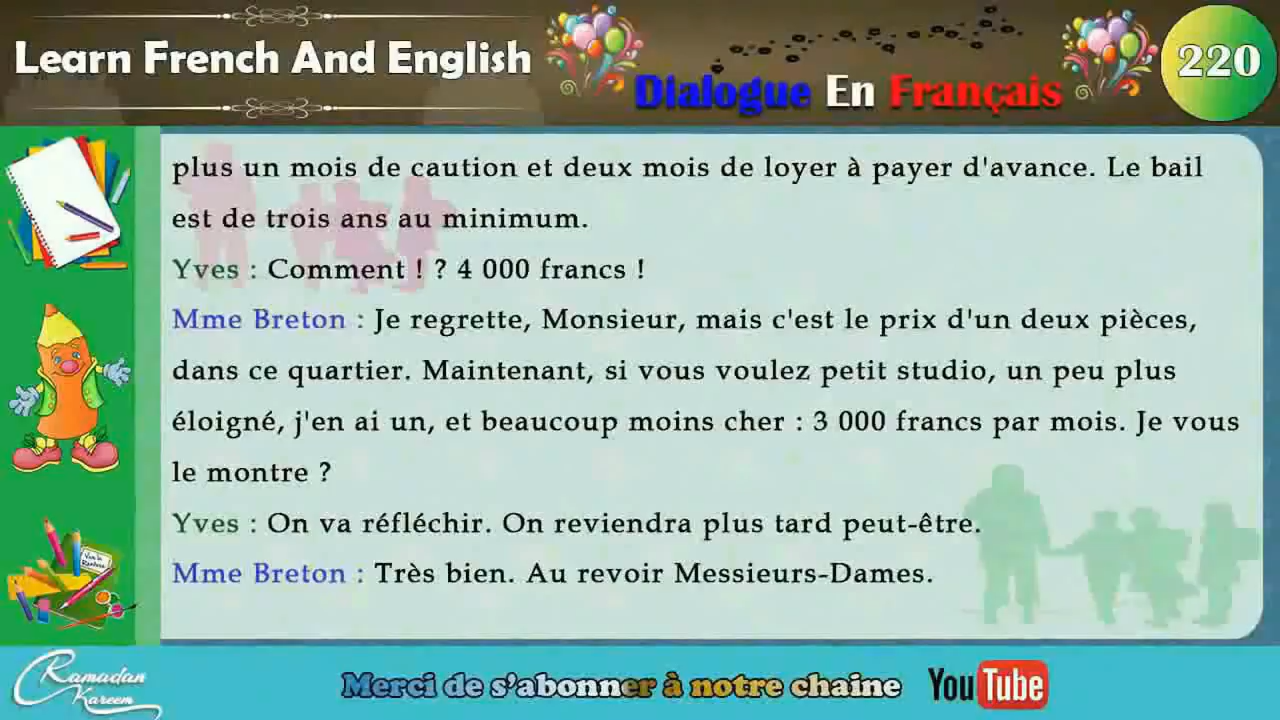 Learn French And English
Dialogue En Français
220
plus un mois de caution et deux mois de loyer à payer d'avance. Le bail
est de trois ans au minimum.
Yves : Comment ! ? 4 000 francs !
Mme Breton : Je regrette, Monsieur, mais c'est le prix d'un deux pièces,
dans ce quartier. Maintenant, si vous voulez petit studio, un peu plus
éloigné, j'en ai un, et beaucoup moins cher : 3 000 francs par mois. Je vous
le montre ?
Yves : On va réfléchir. On reviendra plus tard peut-être.
Mme Breton : Très bien. Au revoir Messieurs-Dames.
Ramadan
Kareem
Merci de s'abonner à notre chaine
YouTube